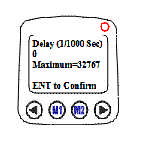 Delay (1/1000 Sec)
0
Maximum=32767
ENT to Confirm
M1 M2